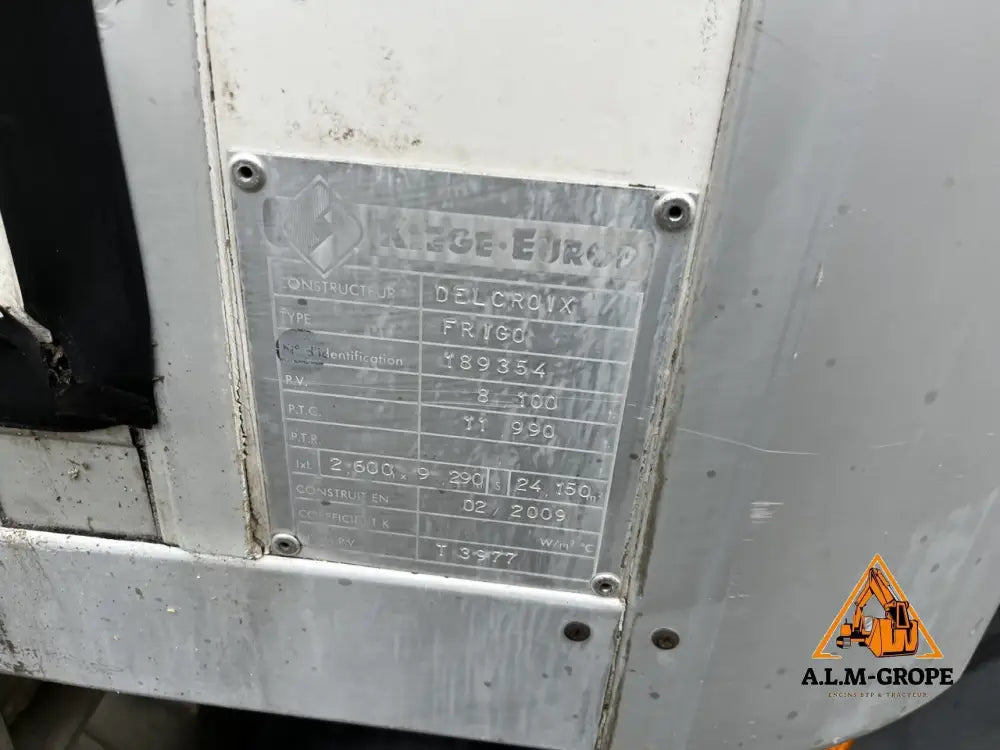 KIEGE·EUROP
CONSTRUCTEUR DELCROIX
TYPE FRIGO
N° d'identification 189354
P.V. 8 100
P.T.C. 11 990
P.T.R.
lxL 2 600 x 9 290 S 24 150
CONSTRUIT EN 02 / 2009
COEFFICIENT K W/m² °C
P.V T 3977
A.L.M-GROPE
ENGINS BTP & TRACTEUR